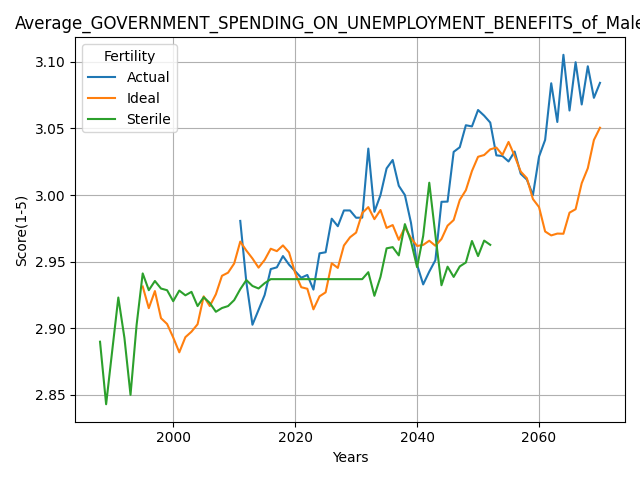 Average_GOVERNMENT_SPENDING_ON_UNEMPLOYMENT_BENEFITS_of_Male
Fertility
Actual
Ideal
Sterile
3.10
3.05
3.00
2.95
2.90
2.85
Score(1-5)
2000 2020 2040 2060
Years